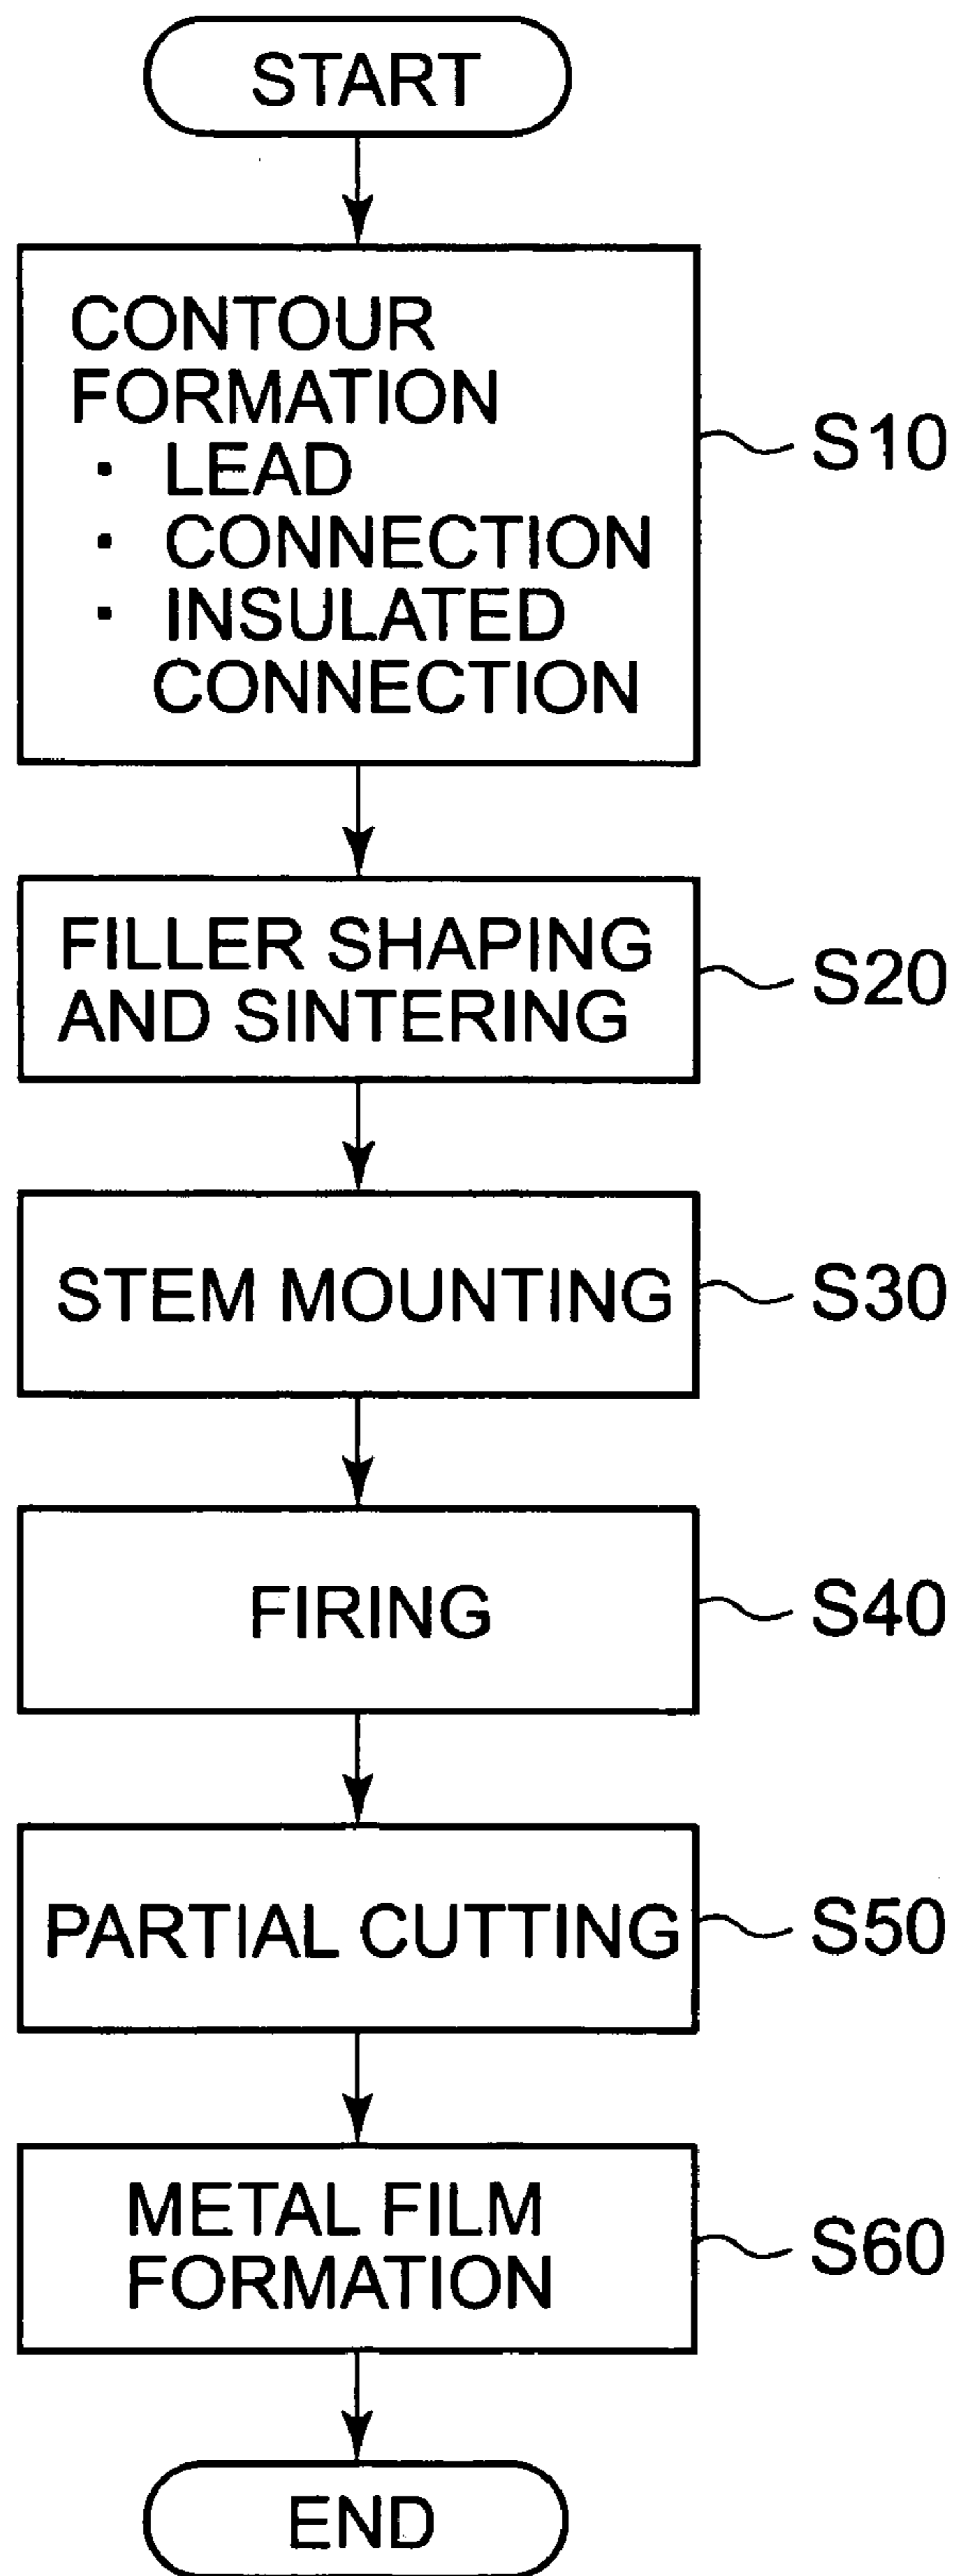 START
CONTOUR
FORMATION
· LEAD
· CONNECTION
· INSULATED
CONNECTION
S10
FILLER SHAPING
AND SINTERING
S20
STEM MOUNTING
S30
FIRING
S40
PARTIAL CUTTING
S50
METAL FILM
FORMATION
S60
END